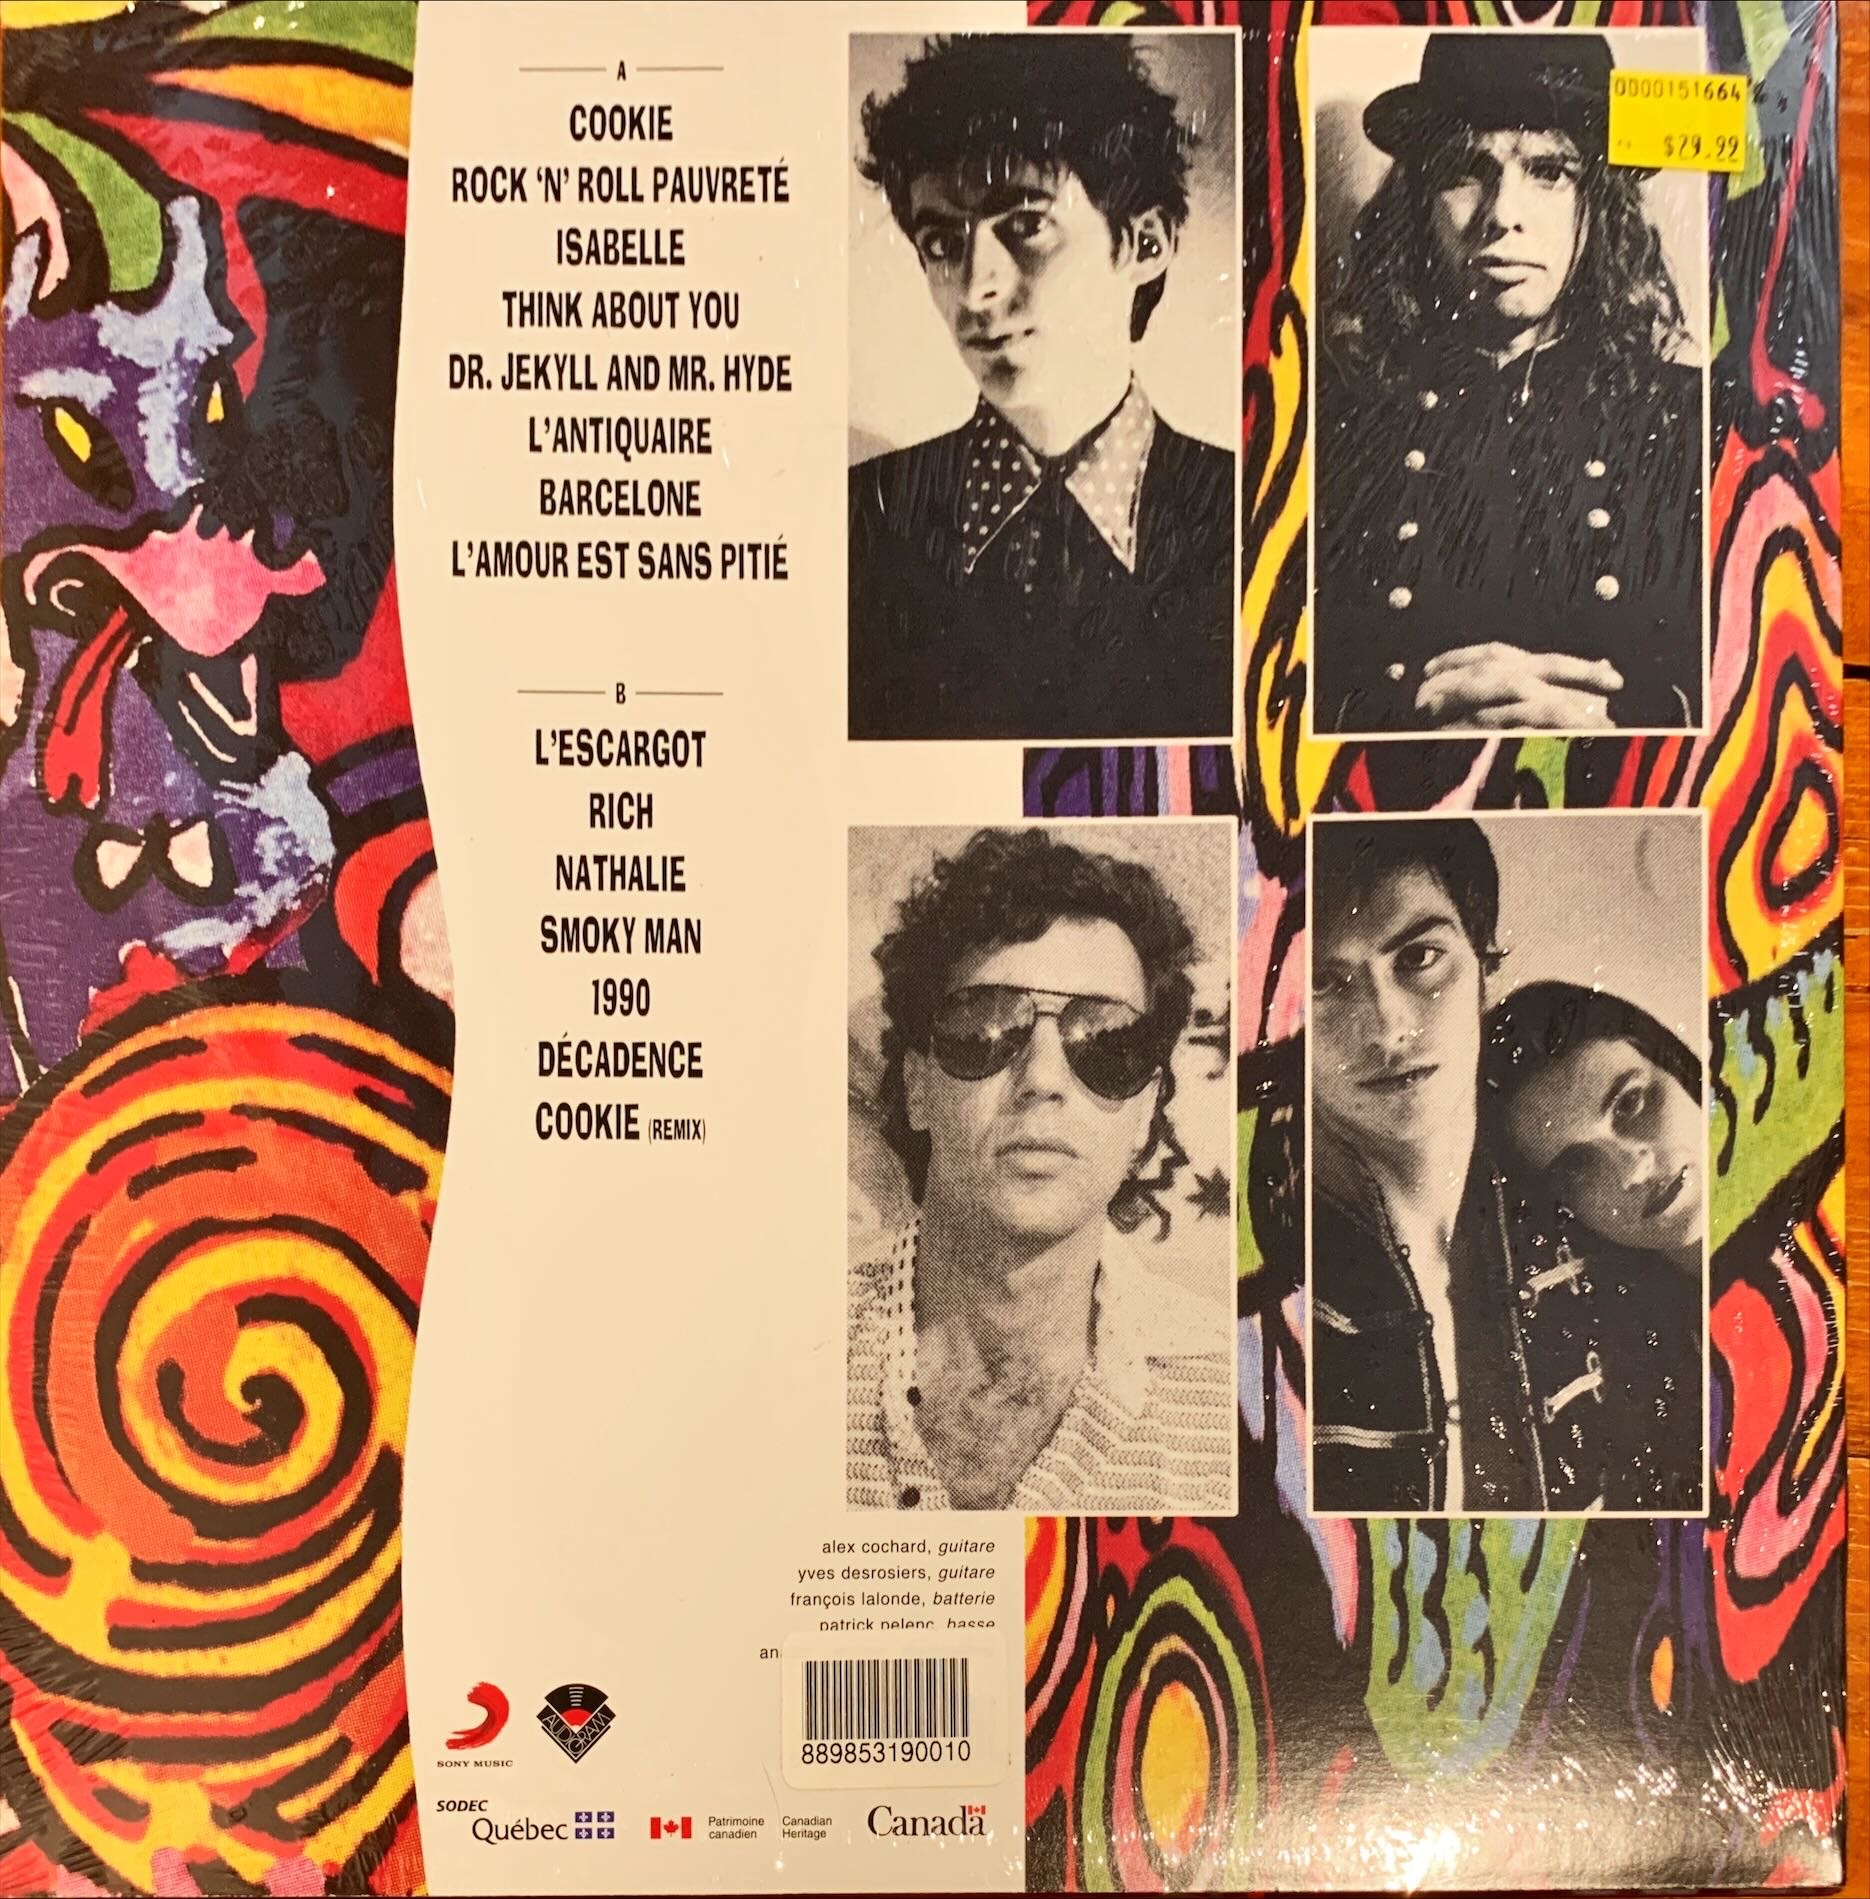 A
COOKIE
ROCK 'N' ROLL PAUVRETÉ
ISABELLE
THINK ABOUT YOU
DR. JEKYLL AND MR. HYDE
L'ANTIQUAIRE
BARCELONE
L'AMOUR EST SANS PITIÉ
B
L'ESCARGOT
RICH
NATHALIE
SMOKY MAN
1990
DÉCADENCE
COOKIE (REMIX)
0D00151664
$29.99
alex cochard, guitare
yves desrosiers, guitare
françois lalonde, batterie
patrick pelenc, basse
an
889853190010
SONY MUSIC
AUDIOGRAM
SODEC
Québec
Patrimoine
canadien
Canadian
Heritage
Canada